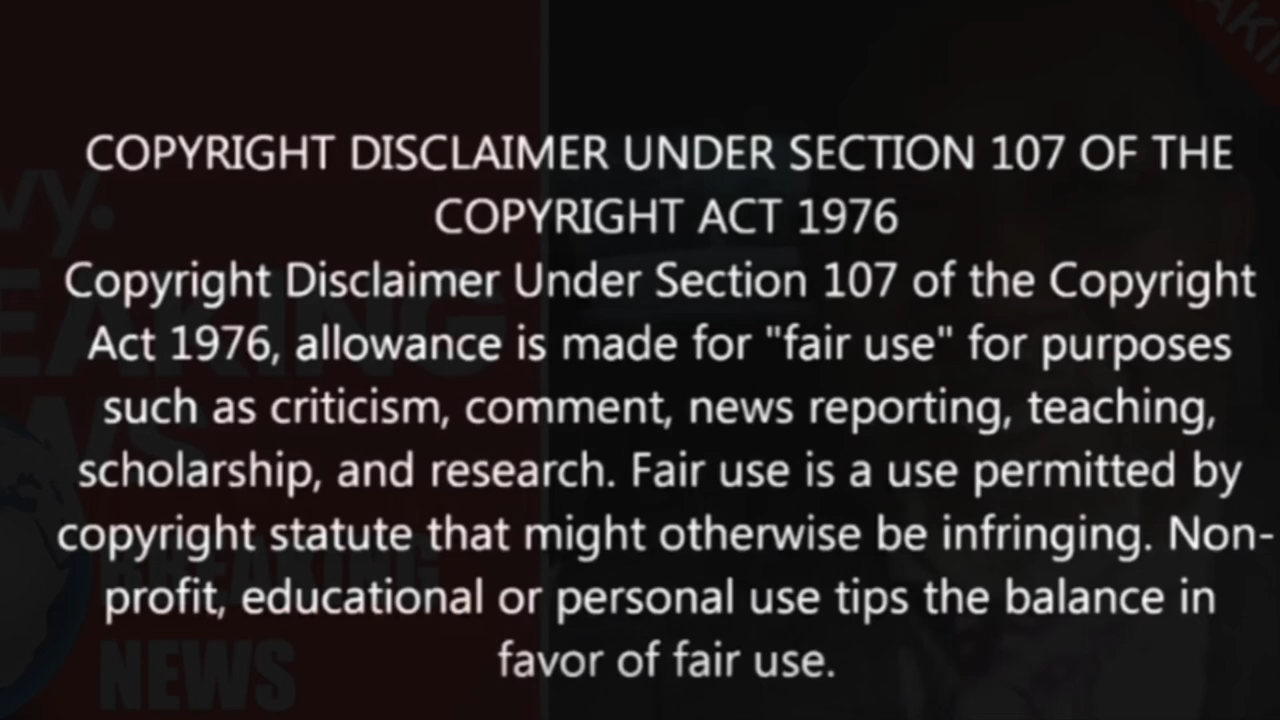 COPYRIGHT DISCLAIMER UNDER SECTION 107 OF THE
COPYRIGHT ACT 1976
Copyright Disclaimer Under Section 107 of the Copyright
Act 1976, allowance is made for "fair use" for purposes
such as criticism, comment, news reporting, teaching,
scholarship, and research. Fair use is a use permitted by
copyright statute that might otherwise be infringing. Non-
profit, educational or personal use tips the balance in
favor of fair use.
BREAKING
NEWS